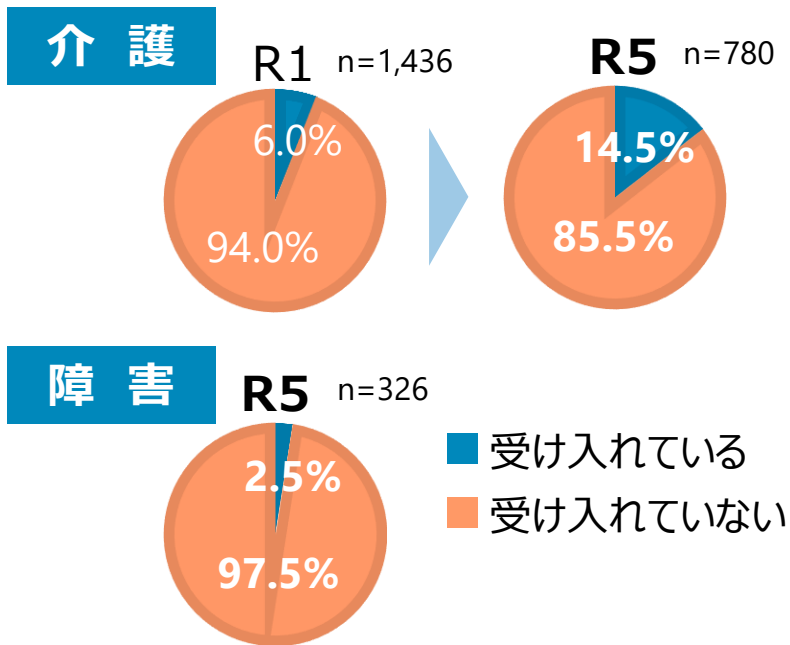 介 護
R1 n=1,436
6.0%
94.0%
R5 n=780
14.5%
85.5%
障 害
R5 n=326
2.5%
97.5%
受け入れている
受け入れていない